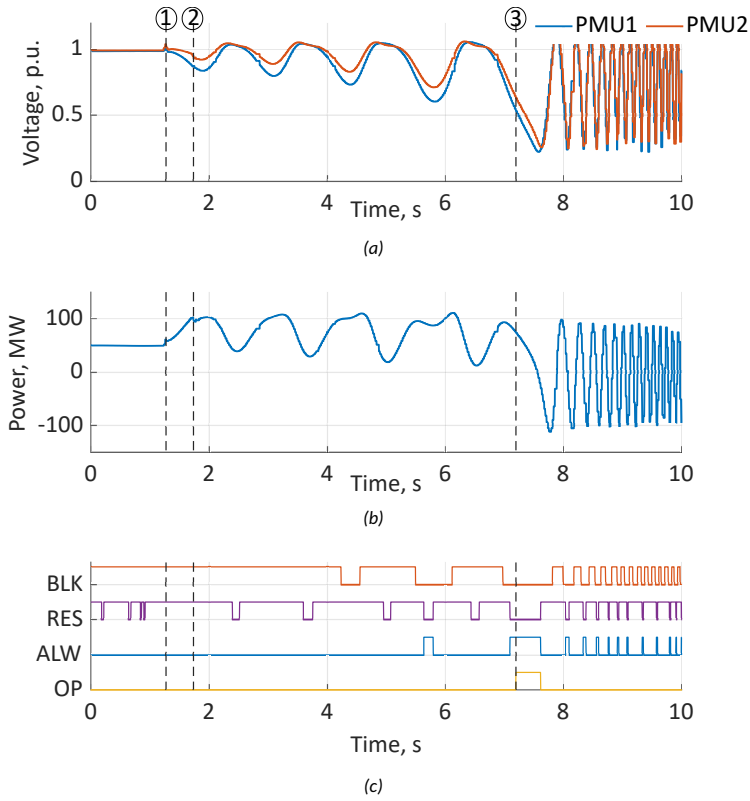 ① ② ③ PMU1 PMU2
Voltage, p.u.
1
0.5
0
0 2 4 6 8 10
Time, s
(a)
Power, MW
100
0
-100
0 2 4 6 8 10
Time, s
(b)
BLK
RES
ALW
OP
0 2 4 6 8 10
Time, s
(c)